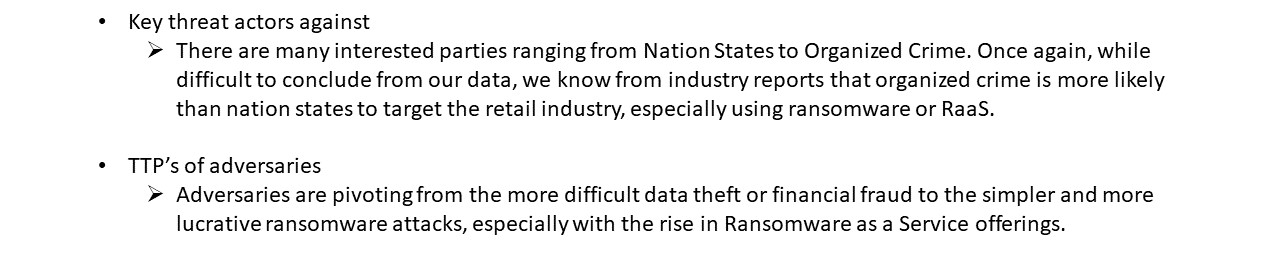 • Key threat actors against
➢ There are many interested parties ranging from Nation States to Organized Crime. Once again, while
difficult to conclude from our data, we know from industry reports that organized crime is more likely
than nation states to target the retail industry, especially using ransomware or RaaS.
• TTP’s of adversaries
➢ Adversaries are pivoting from the more difficult data theft or financial fraud to the simpler and more
lucrative ransomware attacks, especially with the rise in Ransomware as a Service offerings.